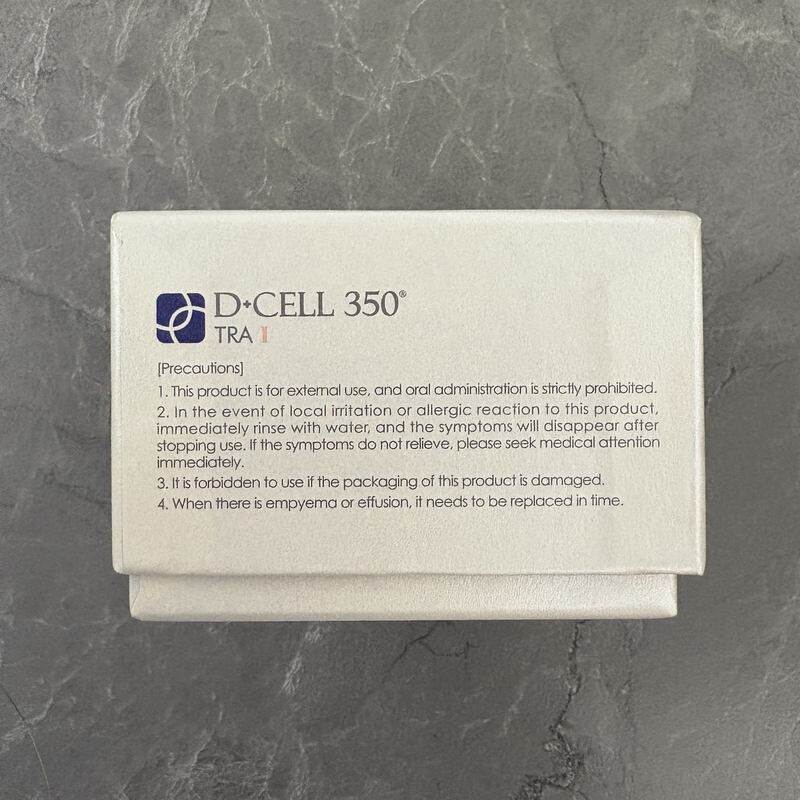 D+CELL 350®
TRA II
[Precautions]
1. This product is for external use, and oral administration is strictly prohibited.
2. In the event of local irritation or allergic reaction to this product,
immediately rinse with water, and the symptoms will disappear after
stopping use. If the symptoms do not relieve, please seek medical attention
immediately.
3. It is forbidden to use if the packaging of this product is damaged.
4. When there is empyema or effusion, it needs to be replaced in time.